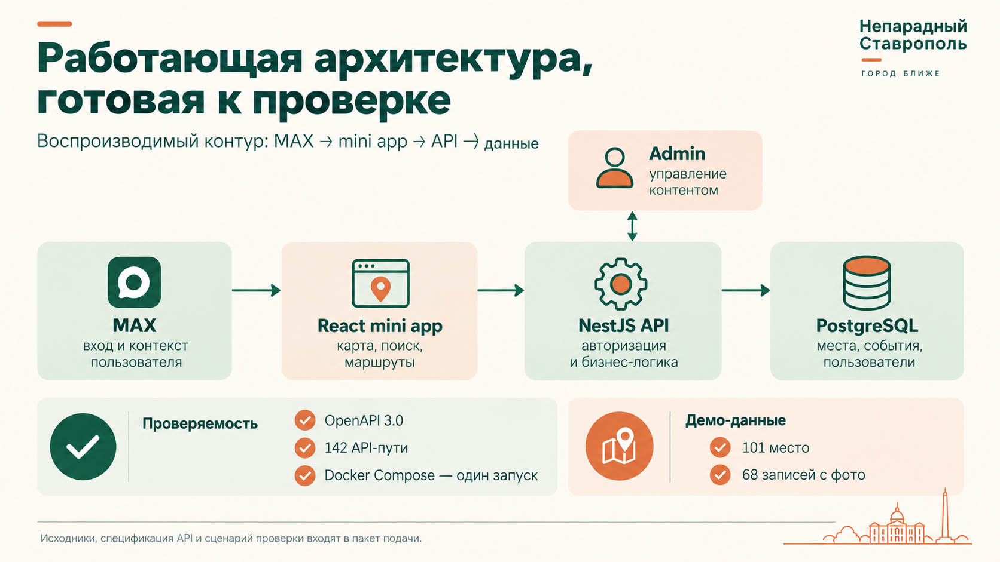 Непарадный
Ставрополь
ГОРОД БЛИЖЕ
Работающая архитектура,
готовая к проверке
Воспроизводимый контур: MAX → mini app → API → данные
Admin
управление
контентом
MAX
вход и контекст
пользователя
React mini app
карта, поиск,
маршруты
NestJS API
авторизация
и бизнес-логика
PostgreSQL
места, события,
пользователи
Проверяемость
OpenAPI 3.0
142 API-пути
Docker Compose — один запуск
Демо-данные
101 место
68 записей с фото
Исходники, спецификация API и сценарий проверки входят в пакет подачи.